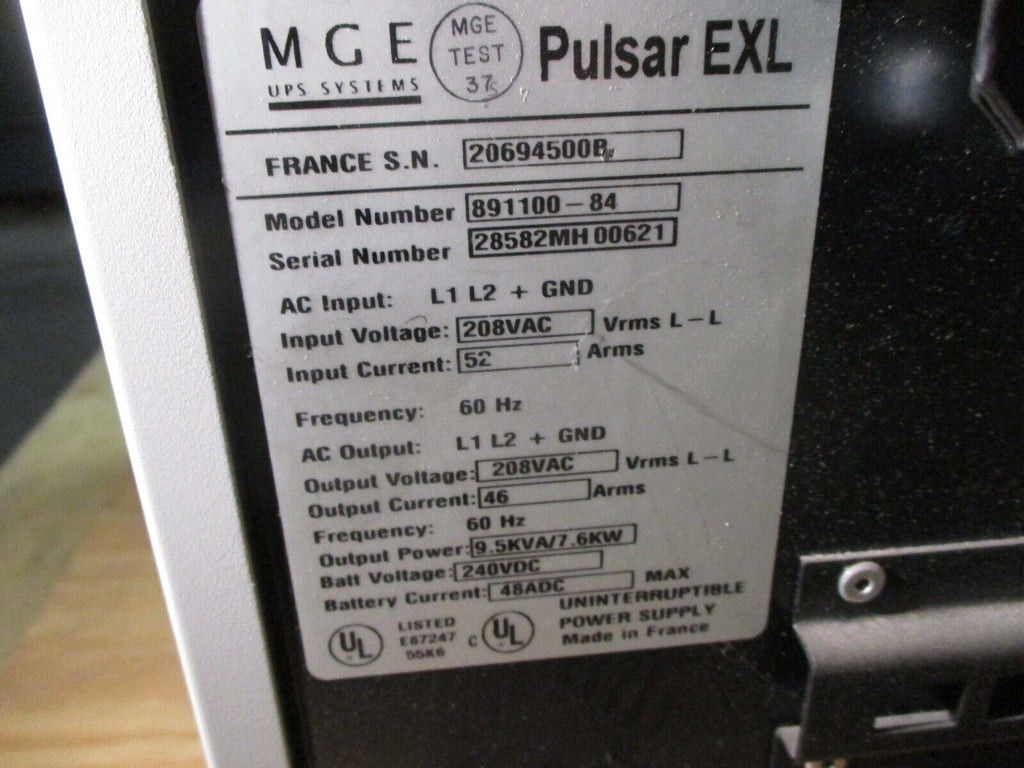 MGE
UPS SYSTEMS
MGE
TEST
37
Pulsar EXL
FRANCE S.N. 20694500B
Model Number 891100-84
Serial Number 28582MH 00621
AC Input: L1 L2 + GND
Input Voltage: 208VAC Vrms L-L
Input Current: 52 Arms
Frequency: 60 Hz
AC Output: L1 L2 + GND
Output Voltage: 208VAC Vrms L-L
Output Current: 46 Arms
Frequency: 60 Hz
Output Power: 9.5KVA/7.6KW
Batt Voltage: 240VDC
Battery Current: 48ADC MAX
UL
LISTED
E87247
55K6
C UL
UNINTERRUPTIBLE
POWER SUPPLY
Made in France